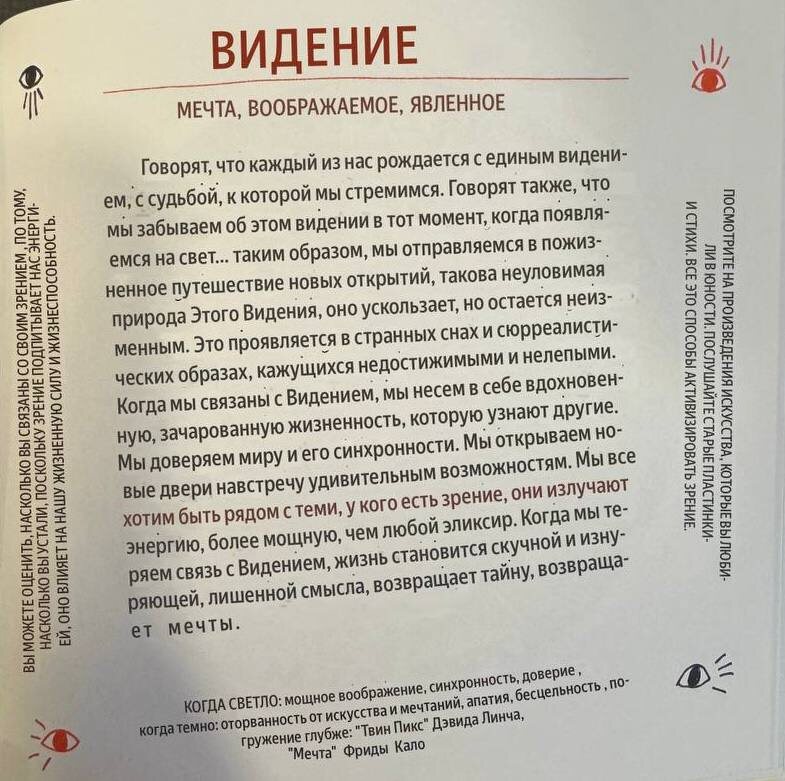 ВИДЕНИЕ
МЕЧТА, ВООБРАЖАЕМОЕ, ЯВЛЕННОЕ
Говорят, что каждый из нас рождается с единым видени-
ем, с судьбой, к которой мы стремимся. Говорят также, что
мы забываем об этом видении в тот момент, когда появля-
емся на свет... таким образом, мы отправляемся в пожиз-
ненное путешествие новых открытий, такова неуловимая
природа Этого Видения, оно ускользает, но остается неиз-
менным. Это проявляется в странных снах и сюрреалисти-
ческих образах, кажущихся недостижимыми и нелепыми.
Когда мы связаны с Видением, мы несем в себе вдохновен-
ную, зачарованную жизненность, которую узнают другие.
Мы доверяем миру и его синхронности. Мы открываем но-
вые двери навстречу удивительным возможностям. Мы все
хотим быть рядом с теми, у кого есть зрение, они излучают
энергию, более мощную, чем любой эликсир. Когда мы те-
ряем связь с Видением, жизнь становится скучной и изну-
ряющей, лишенной смысла, возвращает тайну, возвраща-
ет мечты.
КОГДА СВЕТЛО: мощное воображение, синхронность, доверие ,
когда темно: оторванность от искусства и мечтаний, апатия, бесцельность , по-
гружение глубже: "Твин Пикс" Дэвида Линча,
"Мечта" Фриды Кало
ВЫ МОЖЕТЕ ОЦЕНИТЬ, НАСКОЛЬКО ВЫ СВЯЗАНЫ СО СВОИМ ЗРЕНИЕМ, ПО ТОМУ,
НАСКОЛЬКО ВЫ УСТАЛИ, ПОСКОЛЬКУ ЗРЕНИЕ ПОДПИТЫВАЕТ НАС ЭНЕРГИ-
ЕЙ, ОНО ВЛИЯЕТ НА НАШУ ЖИЗНЕННУЮ СИЛУ И ЖИЗНЕСПОСОБНОСТЬ.
ПОСМОТРИТЕ НА ПРОИЗВЕДЕНИЯ ИСКУССТВА, КОТОРЫЕ ВЫ ЛЮБИ-
ЛИ В ЮНОСТИ. ПОСЛУШАЙТЕ СТАРЫЕ ПЛАСТИНКИ-
И СТИХИ. ВСЕ ЭТО СПОСОБЫ АКТИВИЗИРОВАТЬ ЗРЕНИЕ.